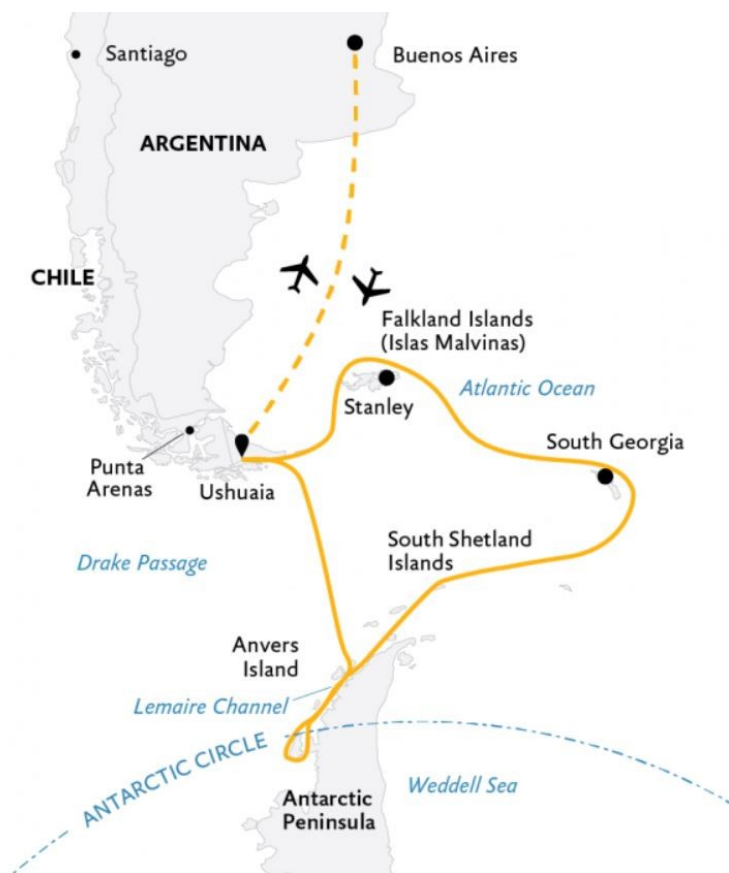 Santiago
Buenos Aires
ARGENTINA
CHILE
Falkland Islands
(Islas Malvinas)
Atlantic Ocean
Stanley
South Georgia
Punta
Arenas
Ushuaia
South Shetland
Islands
Drake Passage
Anvers
Island
Lemaire Channel
ANTARCTIC CIRCLE
Weddell Sea
Antarctic
Peninsula